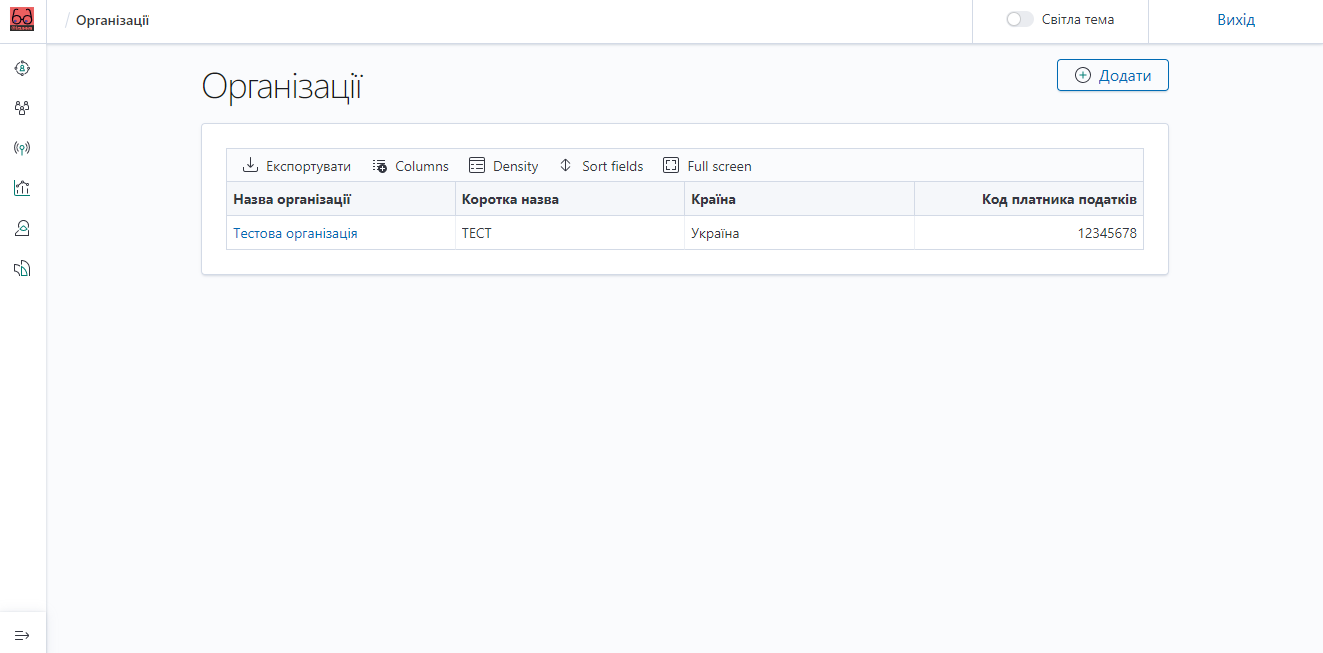 / Організації
Світла тема
Вихід
Організації
Додати
Експортувати Columns Density Sort fields Full screen
Назва організації Коротка назва Країна Код платника податків
Тестова організація ТЕСТ Україна 12345678